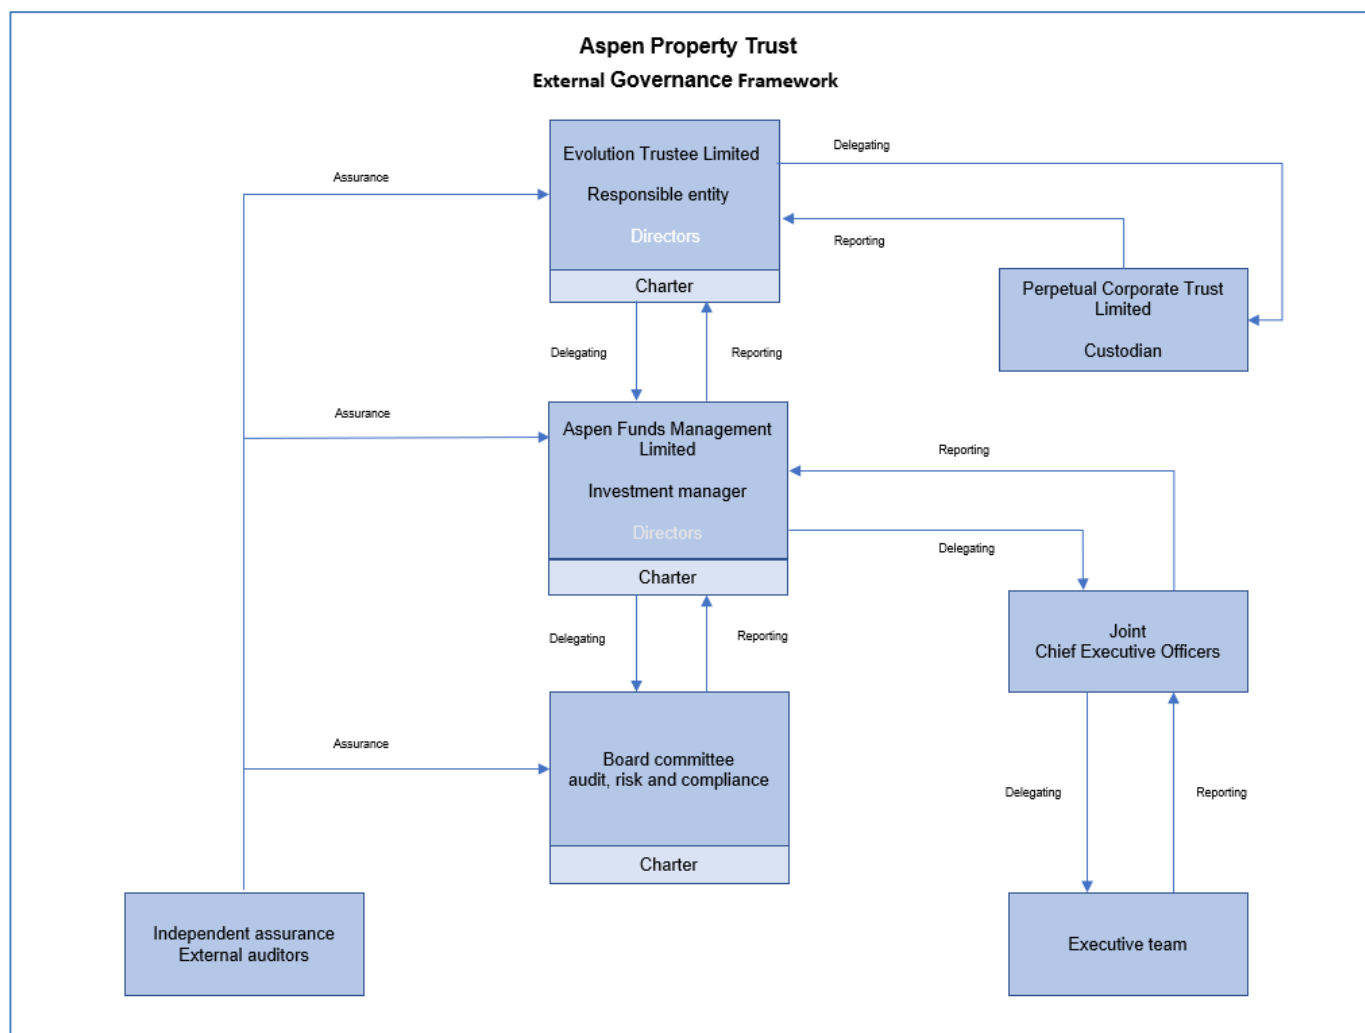 Aspen Property Trust
External Governance Framework
Evolution Trustee Limited
Responsible entity
Directors
Charter
Delegating
Reporting
Assurance
Perpetual Corporate Trust
Limited
Custodian
Delegating
Reporting
Assurance
Aspen Funds Management
Limited
Investment manager
Directors
Charter
Reporting
Delegating
Joint
Chief Executive Officers
Delegating
Reporting
Assurance
Board committee
audit, risk and compliance
Charter
Delegating
Reporting
Independent assurance
External auditors
Executive team